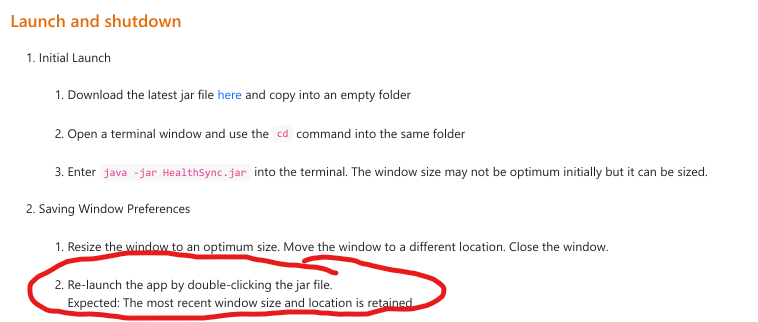 Launch and shutdown
1. Initial Launch
1. Download the latest jar file here and copy into an empty folder
2. Open a terminal window and use the cd command into the same folder
3. Enter java -jar HealthSync.jar into the terminal. The window size may not be optimum initially but it can be sized.
2. Saving Window Preferences
1. Resize the window to an optimum size. Move the window to a different location. Close the window.
2. Re-launch the app by double-clicking the jar file.
Expected: The most recent window size and location is retained